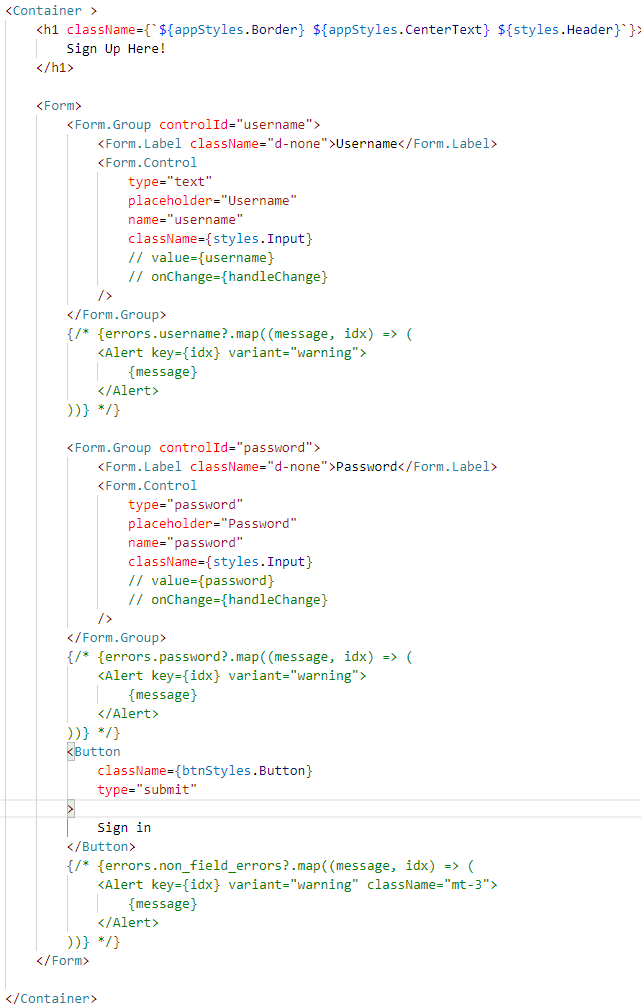 <Container >
<h1 className={`${appStyles.Border} ${appStyles.CenterText} ${styles.Header}`}>
Sign Up Here!
</h1>
<Form>
<Form.Group controlId="username">
<Form.Label className="d-none">Username</Form.Label>
<Form.Control
type="text"
placeholder="Username"
name="username"
className={styles.Input}
// value={username}
// onChange={handleChange}
/>
</Form.Group>
{/* {errors.username?.map((message, idx) => (
<Alert key={idx} variant="warning">
{message}
</Alert>
))} */}
<Form.Group controlId="password">
<Form.Label className="d-none">Password</Form.Label>
<Form.Control
type="password"
placeholder="Password"
name="password"
className={styles.Input}
// value={password}
// onChange={handleChange}
/>
</Form.Group>
{/* {errors.password?.map((message, idx) => (
<Alert key={idx} variant="warning">
{message}
</Alert>
))} */}
<Button
className={btnStyles.Button}
type="submit"
>
Sign in
</Button>
{/* {errors.non_field_errors?.map((message, idx) => (
<Alert key={idx} variant="warning" className="mt-3">
{message}
</Alert>
))} */}
</Form>
</Container>